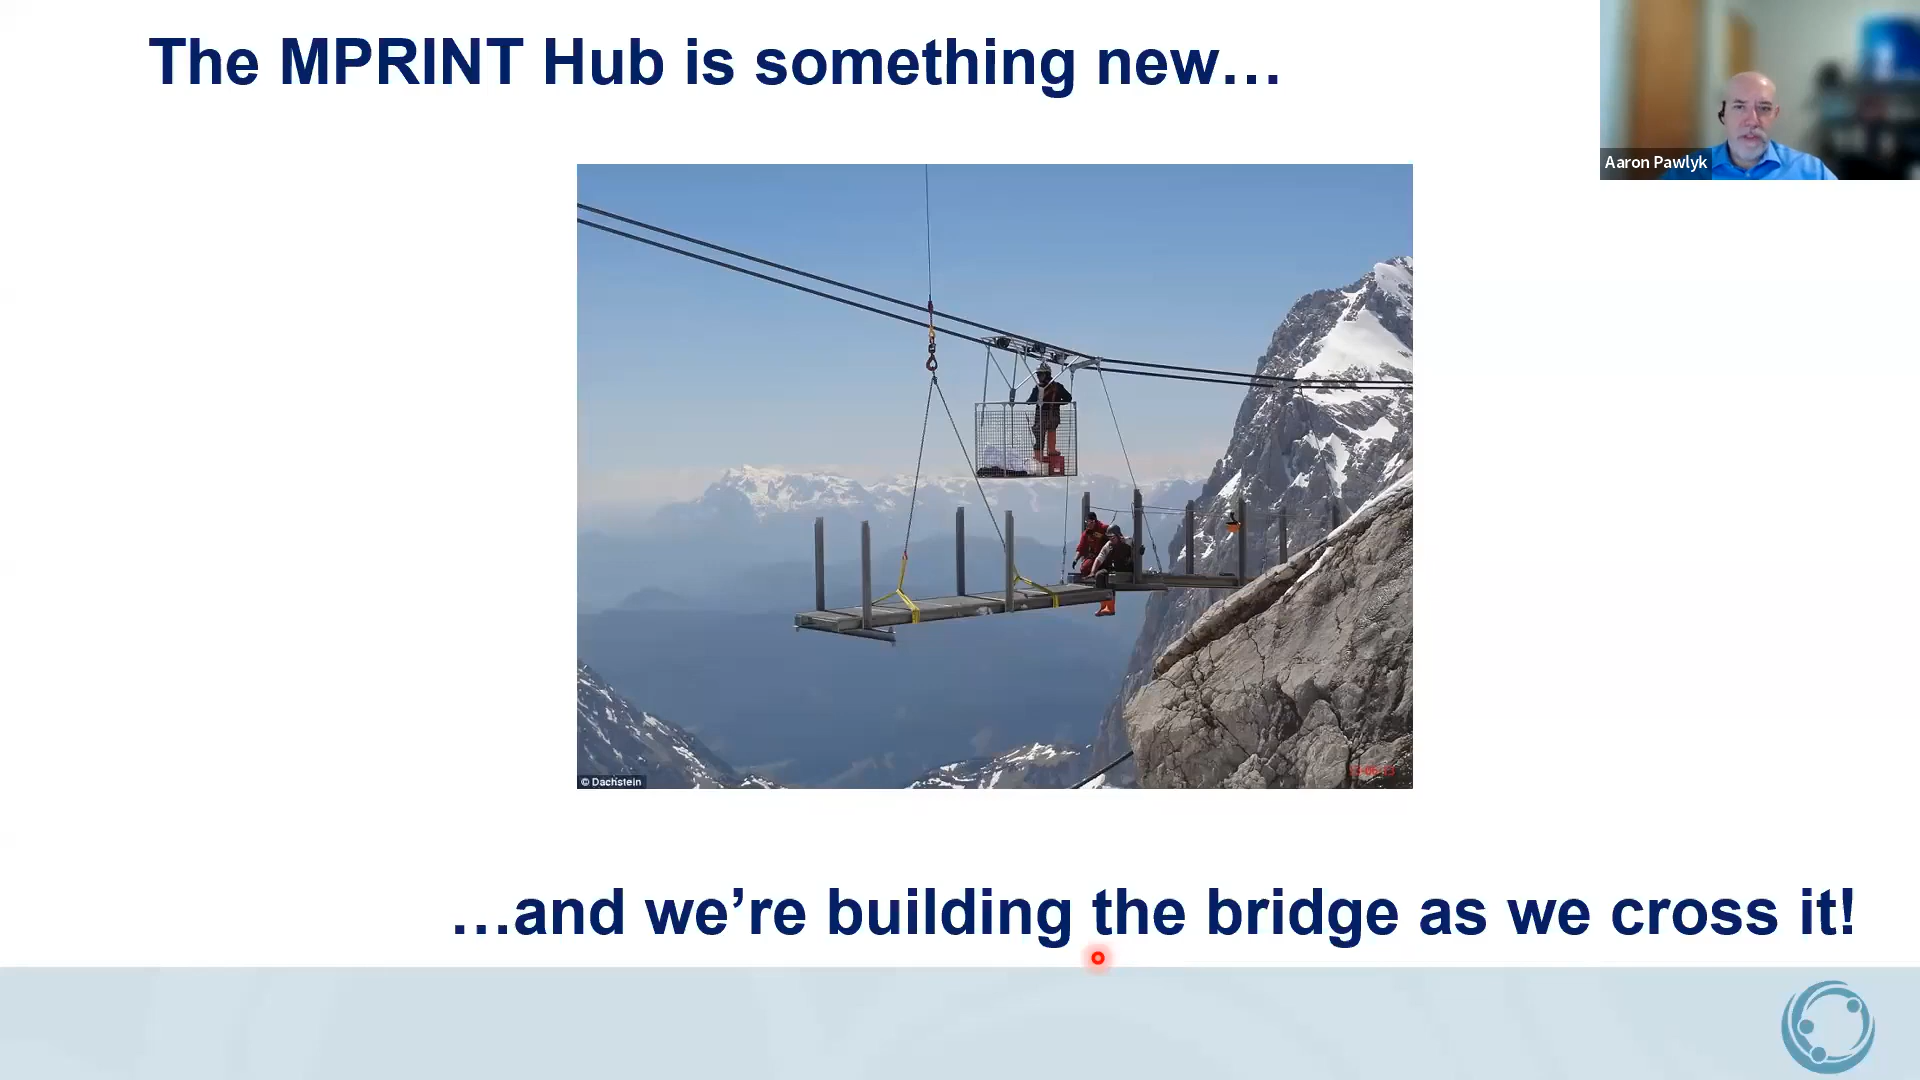 The MPRINT Hub is something new…
Aaron Pawlyk
© Dachstein
…and we’re building the bridge as we cross it!